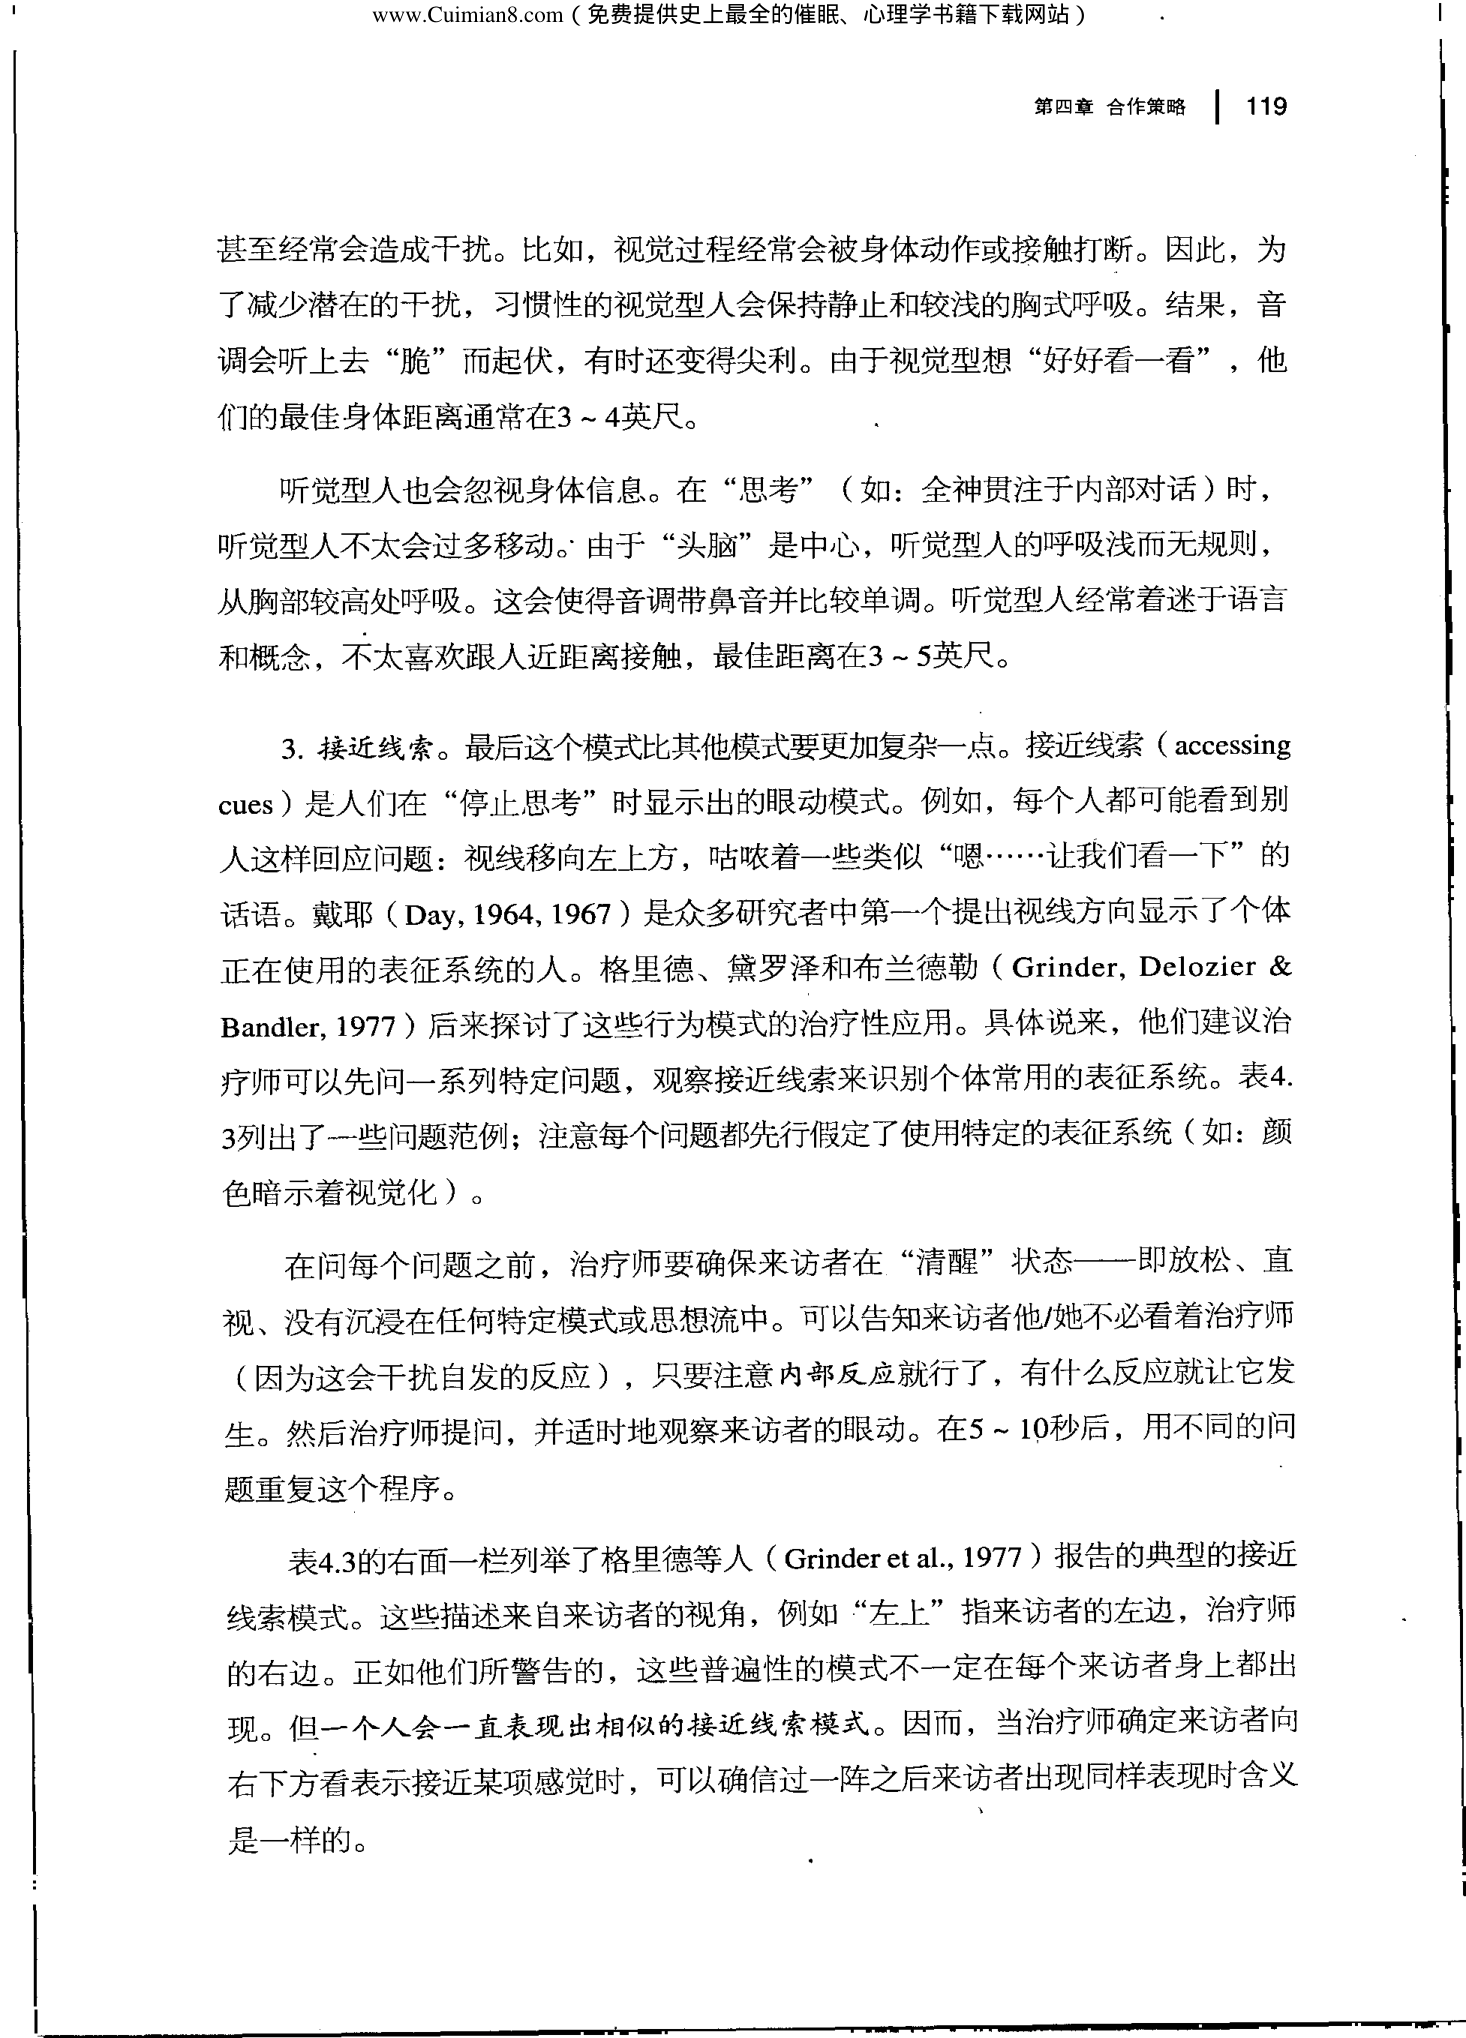 www.Cuimian8.com（免费提供史上最全的催眠、心理学书籍下载网站）
第四章 合作策略 | 119
甚至经常会造成干扰。比如，视觉过程经常会被身体动作或接触打断。因此，为
了减少潜在的干扰，习惯性的视觉型人会保持静止和较浅的胸式呼吸。结果，音
调会听上去“脆”而起伏，有时还变得尖利。由于视觉型想“好好看一看”，他
们的最佳身体距离通常在3～4英尺。
听觉型人也会忽视身体信息。在“思考”（如：全神贯注于内部对话）时，
听觉型人不太会过多移动。由于“头脑”是中心，听觉型人的呼吸浅而无规则，
从胸部较高处呼吸。这会使得音调带鼻音并比较单调。听觉型人经常着迷于语言
和概念，不太喜欢跟人近距离接触，最佳距离在3～5英尺。
3. 接近线索。最后这个模式比其他模式要更加复杂一点。接近线索（accessing
cues）是人们在“停止思考”时显示出的眼动模式。例如，每个人都可能看到别
人这样回应问题：视线移向左上方，咕哝着一些类似“嗯……让我们看一下”的
话语。戴耶（Day, 1964, 1967）是众多研究者中第一个提出视线方向显示了个体
正在使用的表征系统的人。格里德、黛罗泽和布兰德勒（Grinder, Delozier &
Bandler, 1977）后来探讨了这些行为模式的治疗性应用。具体说来，他们建议治
疗师可以先问一系列特定问题，观察接近线索来识别个体常用的表征系统。表4.
3列出了一些问题范例；注意每个问题都先行假定了使用特定的表征系统（如：颜
色暗示着视觉化）。
在问每个问题之前，治疗师要确保来访者在“清醒”状态——即放松、直
视、没有沉浸在任何特定模式或思想流中。可以告知来访者他/她不必看着治疗师
（因为这会干扰自发的反应），只要注意内部反应就行了，有什么反应就让它发
生。然后治疗师提问，并适时地观察来访者的眼动。在5～10秒后，用不同的问
题重复这个程序。
表4.3的右面一栏列举了格里德等人（Grinder et al., 1977）报告的典型的接近
线索模式。这些描述来自来访者的视角，例如“左上”指来访者的左边，治疗师
的右边。正如他们所警告的，这些普遍性的模式不一定在每个来访者身上都出
现。但一个人会一直表现出相似的接近线索模式。因而，当治疗师确定来访者向
右下方看表示接近某项感觉时，可以确信过一阵之后来访者出现同样表现时含义
是一样的。